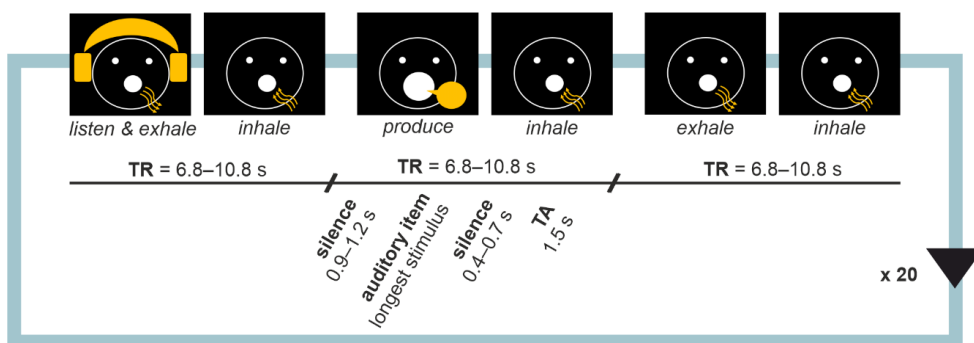 listen & exhale
inhale
produce
inhale
exhale
inhale
TR = 6.8–10.8 s
TR = 6.8–10.8 s
TR = 6.8–10.8 s
silence
0.9–1.2 s
auditory item
longest stimulus
silence
0.4–0.7 s
TA
1.5 s
x 20